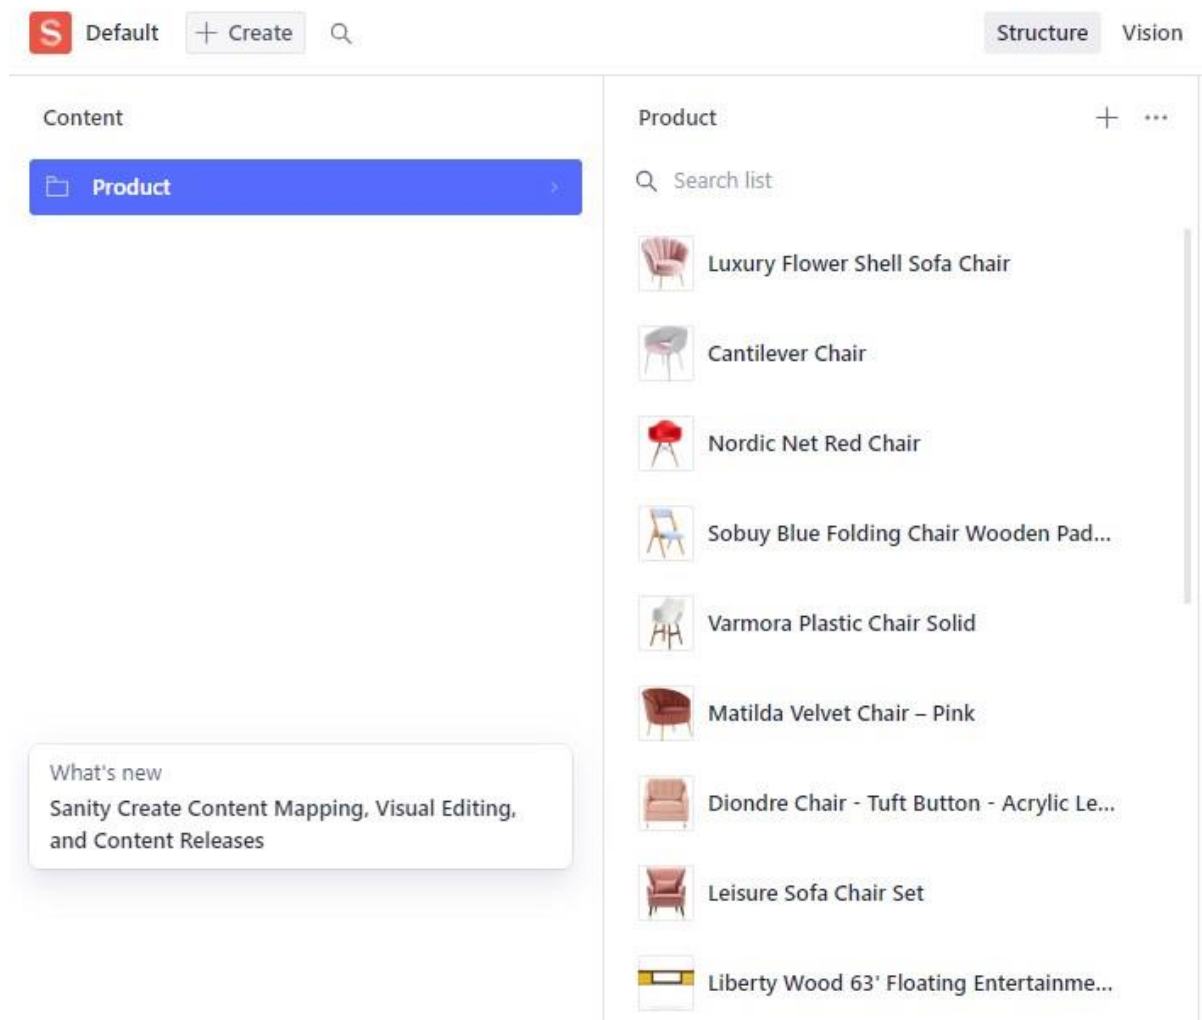 S Default + Create Structure Vision
Content
Product
Product
Search list
Luxury Flower Shell Sofa Chair
Cantilever Chair
Nordic Net Red Chair
Sobuy Blue Folding Chair Wooden Pad...
Varmora Plastic Chair Solid
Matilda Velvet Chair – Pink
Diondre Chair - Tuft Button - Acrylic Le...
Leisure Sofa Chair Set
Liberty Wood 63' Floating Entertainme...
What's new
Sanity Create Content Mapping, Visual Editing,
and Content Releases